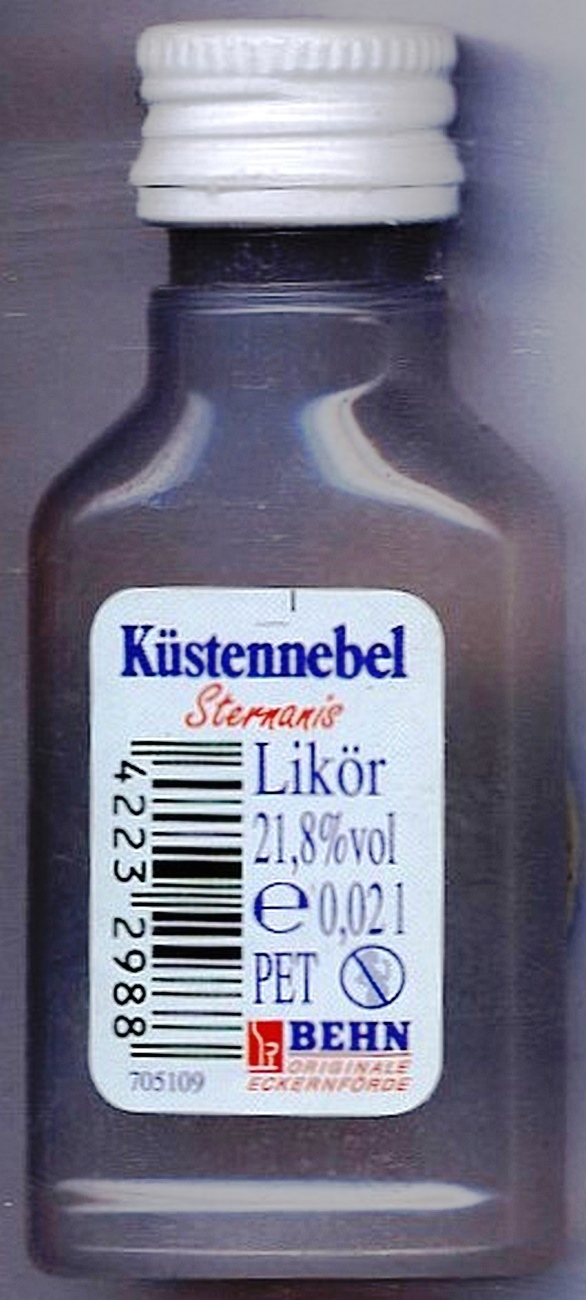 Küstennebel
Sternanis
Likör
21,8%vol
e 0,02 l
PET
4223 2988
BEHN
ORIGINALE
ECKERNFÖRDE
705109